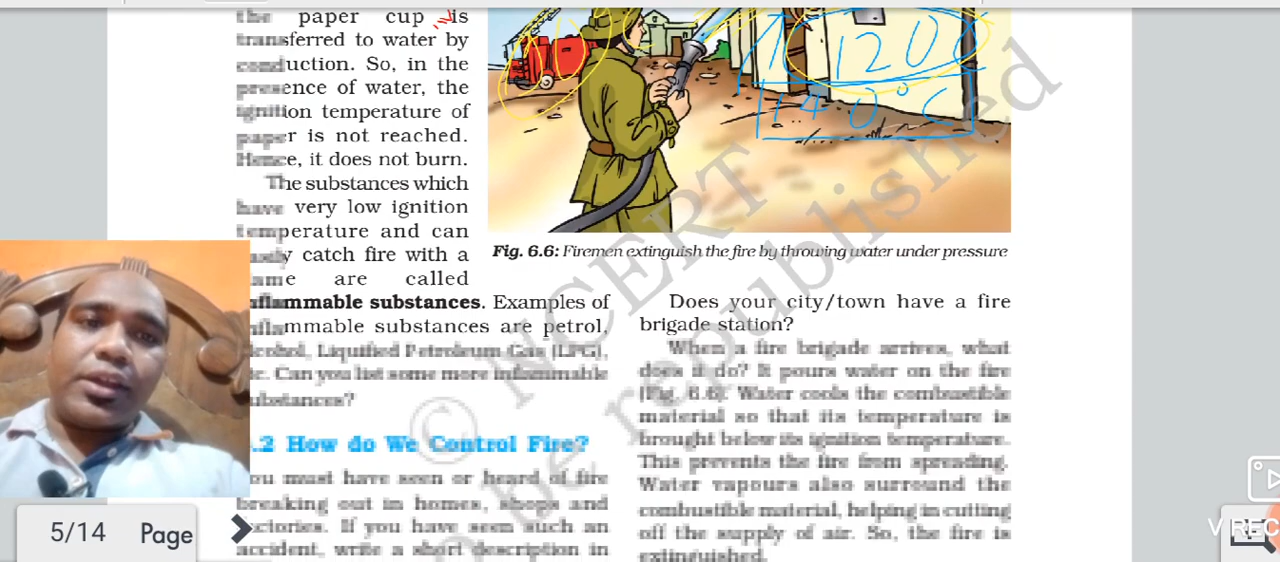 the paper cup is
transferred to water by
conduction. So, in the
presence of water, the
ignition temperature of
paper is not reached.
Hence, it does not burn.
The substances which
have very low ignition
temperature and can
easily catch fire with a
flame are called
inflammable substances. Examples of
inflammable substances are petrol,
alcohol, Liquified Petroleum Gas (LPG),
etc. Can you list some more inflammable
substances?
.2 How do We Control Fire?
You must have seen or heard of fire
breaking out in homes, shops and
factories. If you have seen such an
accident, write a short description in
120
140°C
Fig. 6.6: Firemen extinguish the fire by throwing water under pressure
Does your city/town have a fire
brigade station?
When a fire brigade arrives, what
does it do? It pours water on the fire
(Fig. 6.6). Water cools the combustible
material so that its temperature is
brought below its ignition temperature.
This prevents the fire from spreading.
Water vapours also surround the
combustible material, helping in cutting
off the supply of air. So, the fire is
extinguished.
© NCERT
be republished
5/14 Page
V REC